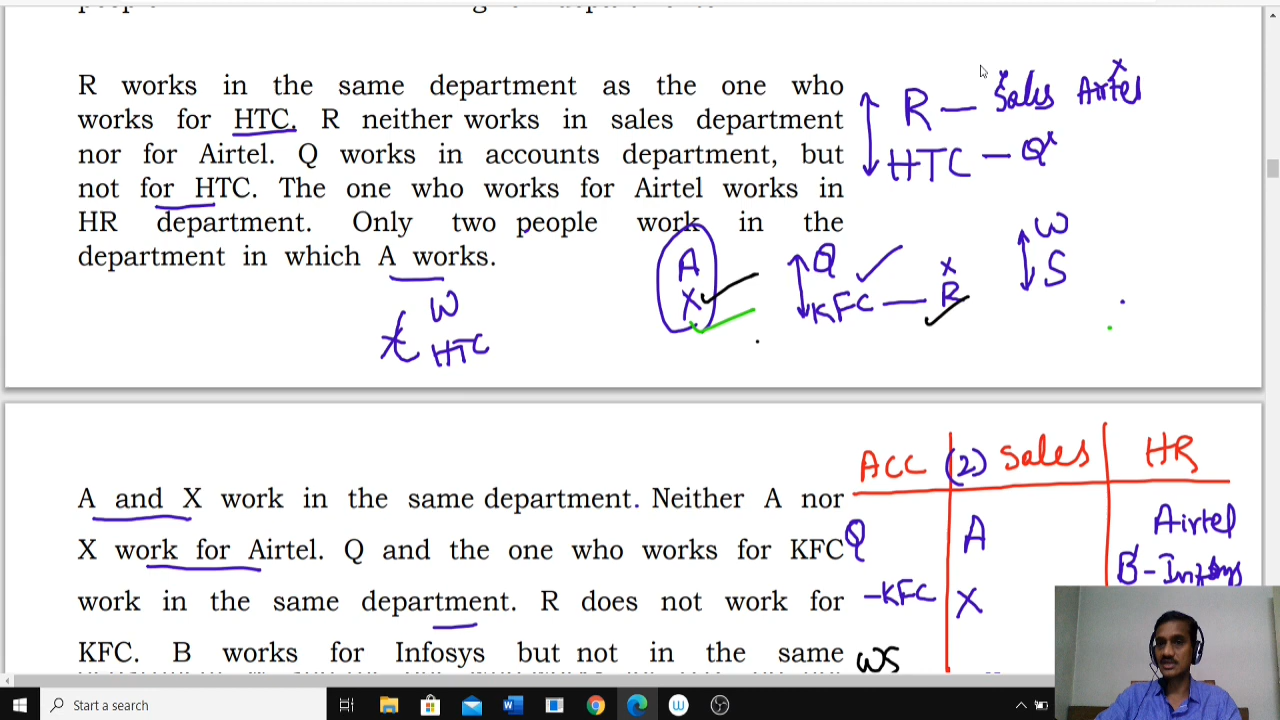 R works in the same department as the one who
works for HTC. R neither works in sales department
nor for Airtel. Q works in accounts department, but
not for HTC. The one who works for Airtel works in
HR department. Only two people work in the
department in which A works.
R — Sales Airtel
HTC — Q x
A
X
Q
KFC — R
x
W
S
W
t HTC
A and X work in the same department. Neither A nor
X work for Airtel. Q and the one who works for KFC
work in the same department. R does not work for
KFC. B works for Infosys but not in the same
ACC (2) Sales HR
Q A Airtel
B - Infosys
-KFC X
WS
Search to start